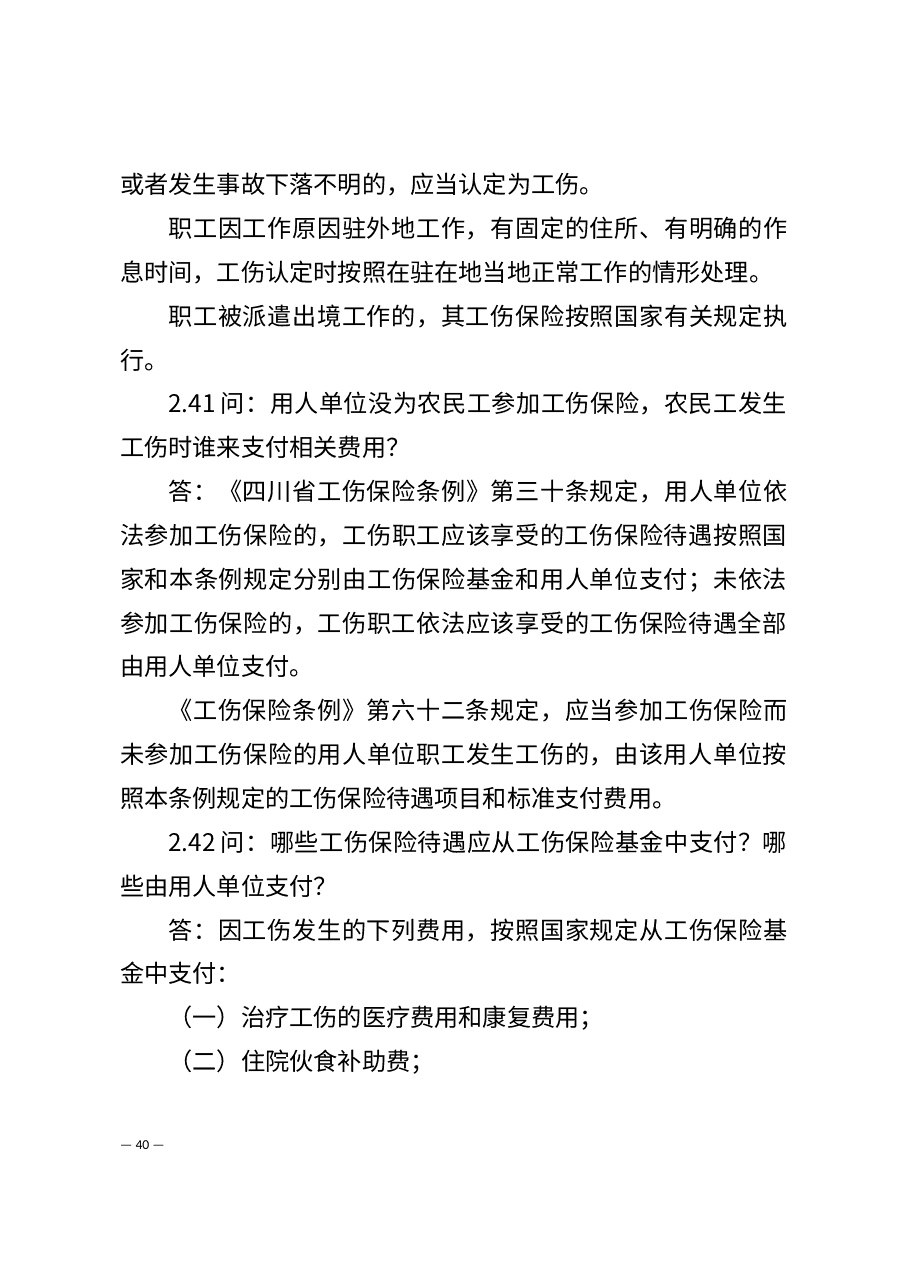 或者发生事故下落不明的，应当认定为工伤。
职工因工作原因驻外地工作，有固定的住所、有明确的作
息时间，工伤认定时按照在驻在地当地正常工作的情形处理。
职工被派遣出境工作的，其工伤保险按照国家有关规定执
行。
2.41 问：用人单位没为农民工参加工伤保险，农民工发生
工伤时谁来支付相关费用？
答：《四川省工伤保险条例》第三十条规定，用人单位依
法参加工伤保险的，工伤职工应该享受的工伤保险待遇按照国
家和本条例规定分别由工伤保险基金和用人单位支付；未依法
参加工伤保险的，工伤职工依法应该享受的工伤保险待遇全部
由用人单位支付。
《工伤保险条例》第六十二条规定，应当参加工伤保险而
未参加工伤保险的用人单位职工发生工伤的，由该用人单位按
照本条例规定的工伤保险待遇项目和标准支付费用。
2.42 问：哪些工伤保险待遇应从工伤保险基金中支付？哪
些由用人单位支付？
答：因工伤发生的下列费用，按照国家规定从工伤保险基
金中支付：
（一）治疗工伤的医疗费用和康复费用；
（二）住院伙食补助费；
— 40 —